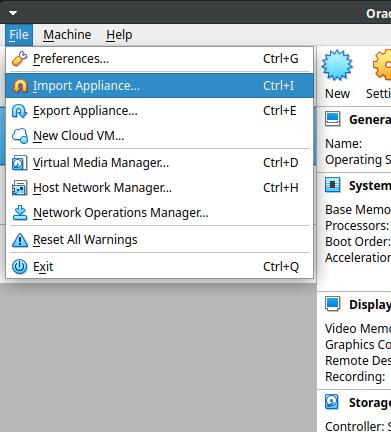 Orac
File Machine Help
Preferences... Ctrl+G
Import Appliance... Ctrl+I
Export Appliance... Ctrl+E
New Cloud VM...
Virtual Media Manager... Ctrl+D
Host Network Manager... Ctrl+H
Network Operations Manager...
Reset All Warnings
Exit Ctrl+Q
New Setti
Genera
Name:
Operating S
System
Base Memo
Processors:
Boot Order:
Acceleration
Display
Video Memo
Graphics Co
Remote Des
Recording:
Storage
Controller: S